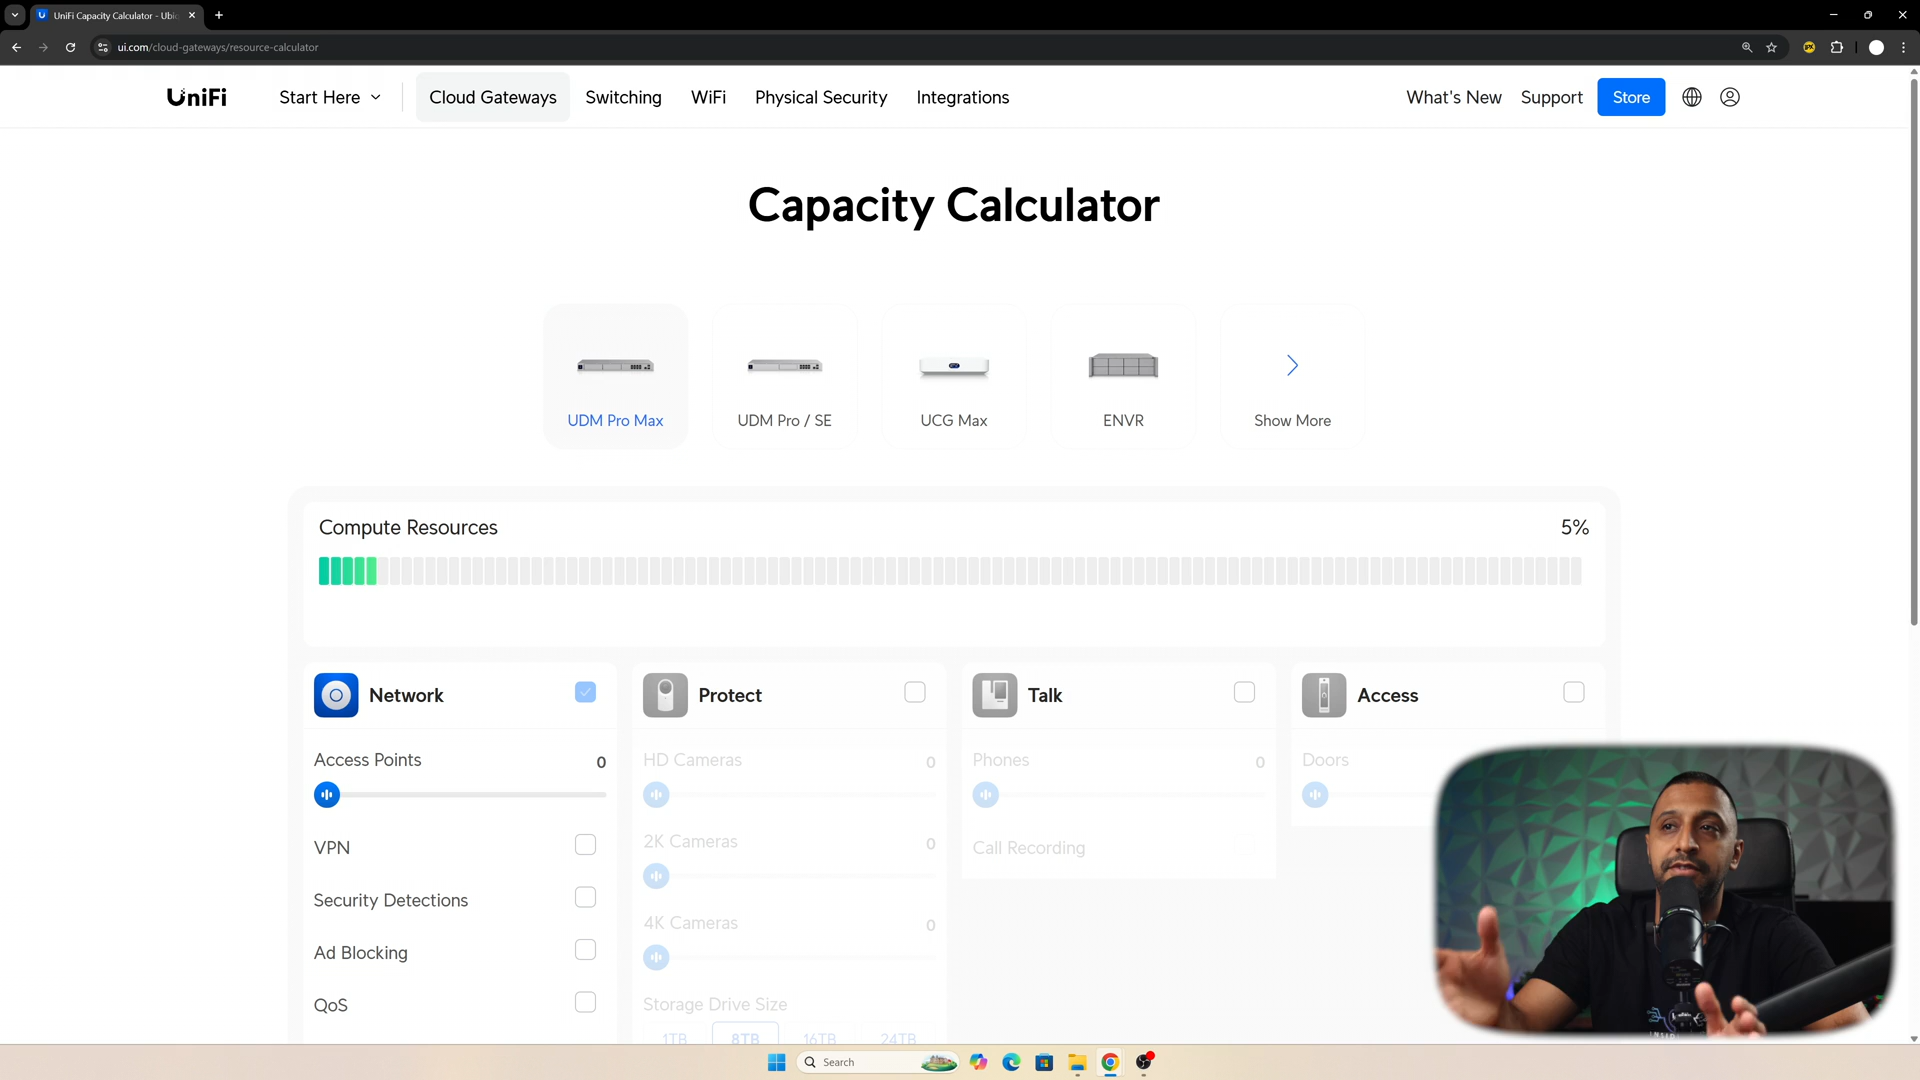 UniFi Capacity Calculator - Ubi
ui.com/cloud-gateways/resource-calculator
UniFi
Start Here
Cloud Gateways
Switching
WiFi
Physical Security
Integrations
What's New
Support
Store
Capacity Calculator
UDM Pro Max
UDM Pro / SE
UCG Max
ENVR
Show More
Compute Resources
5%
Network
Protect
Talk
Access
Access Points
0
HD Cameras
0
Phones
0
Doors
VPN
2K Cameras
0
Call Recording
Security Detections
4K Cameras
0
Ad Blocking
QoS
Storage Drive Size
1TB
8TB
16TB
24TB
Search